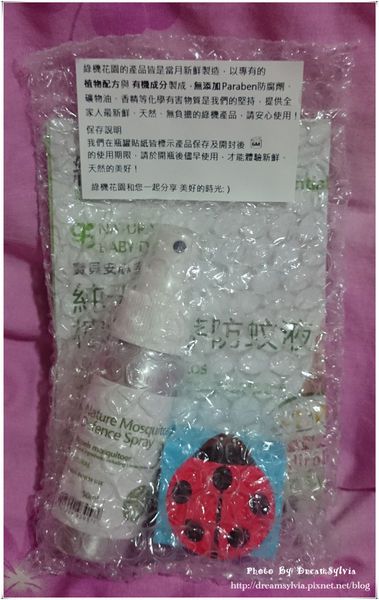 綠機花園的產品皆是當月新鮮製造，以專有的
植物配方與 有機成分製成，無添加Paraben防腐劑、
礦物油、香精等化學有害物質是我們的堅持，提供全
家人最新鮮、天然、無負擔的綠機產品，請安心使用！
保存說明
我們在瓶罐貼紙皆標示產品保存及開封後 6M
的使用期限，請於開瓶後儘早使用，才能體驗新鮮、
天然的美好！
綠機花園和您一起分享 美好的時光:)
BABY
防蚊液
Nature Mosquito
Defence Spray
Photo By: DreamSylvia
http://dreamsylvia.pixnet.net/blog